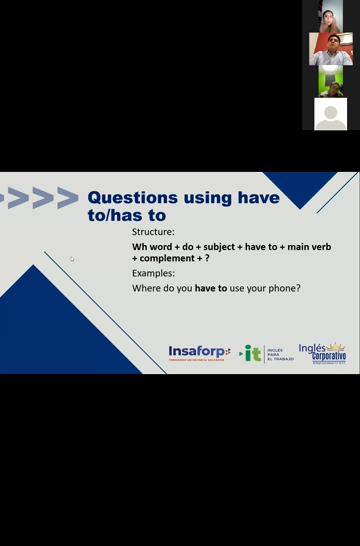 >>>> Questions using have
to/has to
Structure:
Wh word + do + subject + have to + main verb
+ complement + ?
Examples:
Where do you have to use your phone?
Insaforp
it
INGLÉS
PARA
EL TRABAJO
Inglés
Corporativo